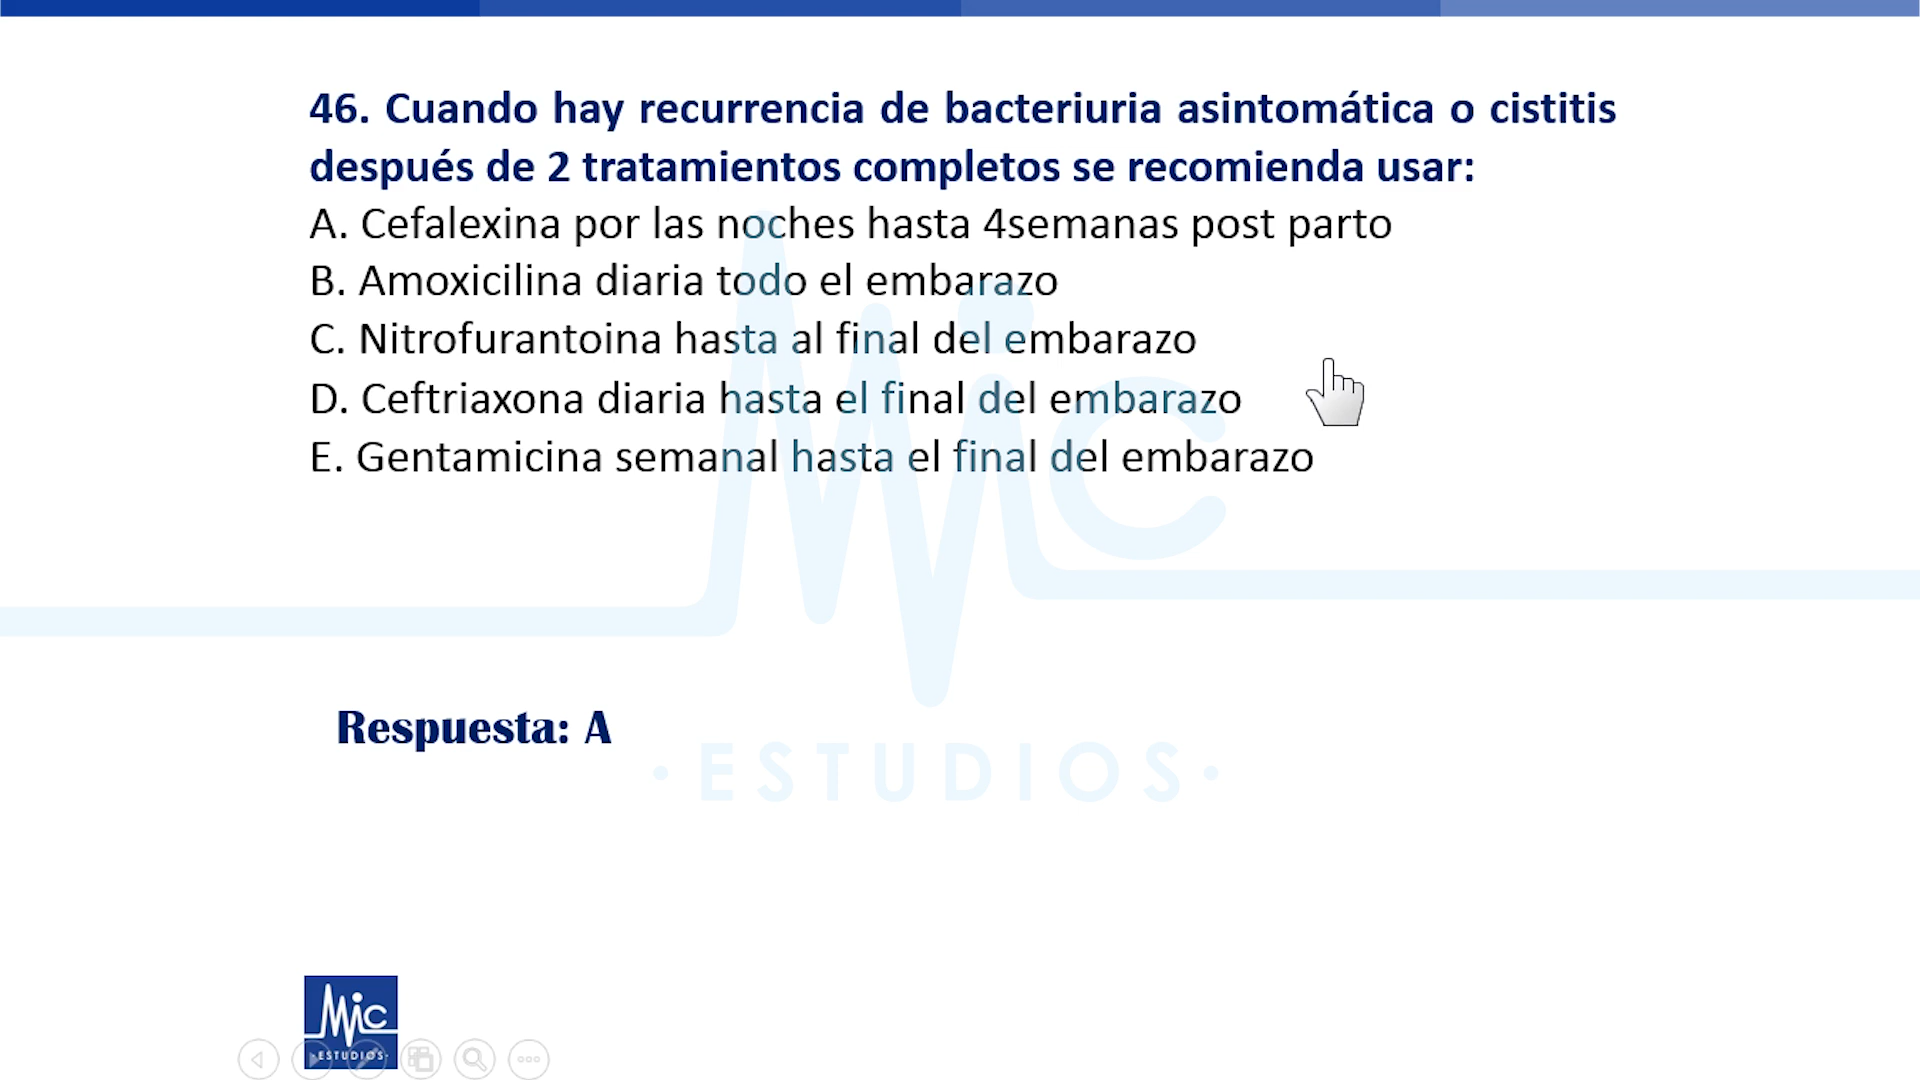 46. Cuando hay recurrencia de bacteriuria asintomática o cistitis
después de 2 tratamientos completos se recomienda usar:
A. Cefalexina por las noches hasta 4semanas post parto
B. Amoxicilina diaria todo el embarazo
C. Nitrofurantoina hasta al final del embarazo
D. Ceftriaxona diaria hasta el final del embarazo
E. Gentamicina semanal hasta el final del embarazo
Mic
Respuesta: A
·ESTUDIOS·
Mic
·ESTUDIOS·